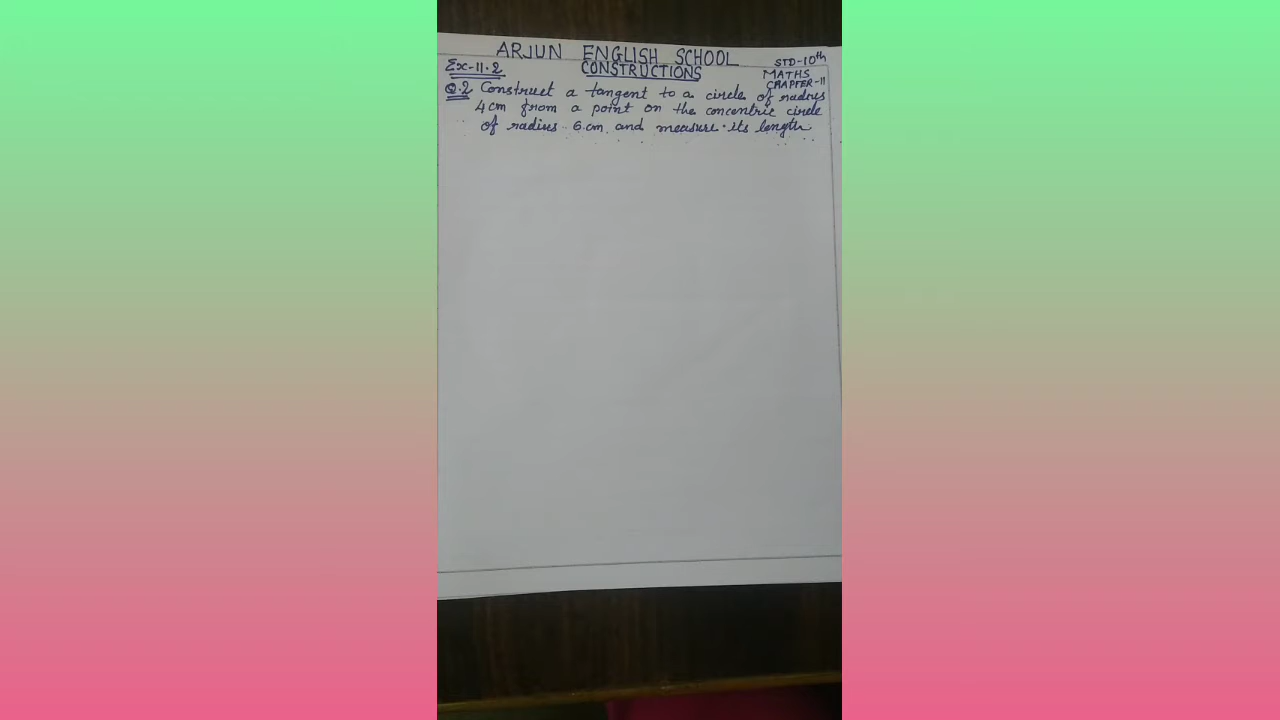 ARJUN ENGLISH SCHOOL
STD-10th
Ex-11.2
CONSTRUCTIONS
MATHS
CHAPTER-11
Q.2 Construct a tangent to a circle of radius
4cm from a point on the concentric circle
of radius 6cm and measure its length